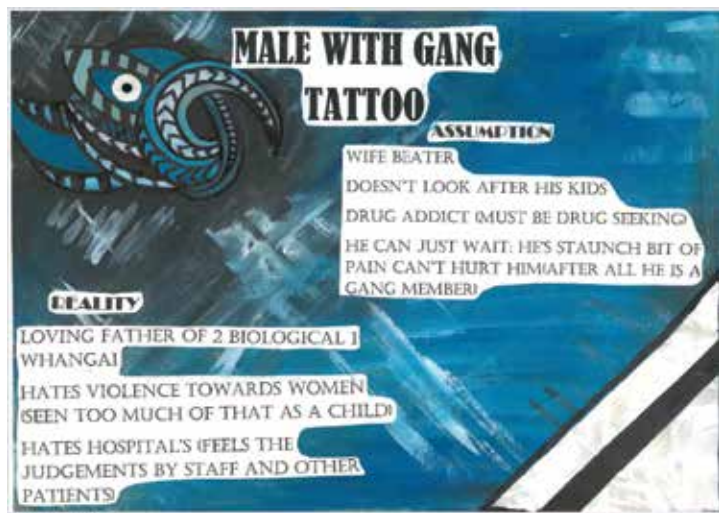 MALE WITH GANG
TATTOO
ASSUMPTION
WIFE BEATER
DOESN'T LOOK AFTER HIS KIDS
DRUG ADDICT (MUST BE DRUG SEEKING)
HE CAN JUST WAIT: HE'S STAUNCH BIT OF
PAIN CAN'T HURT HIM(AFTER ALL HE IS A
GANG MEMBER)
REALITY
LOVING FATHER OF 2 BIOLOGICAL 1
WHANGAI
HATES VIOLENCE TOWARDS WOMEN
(SEEN TOO MUCH OF THAT AS A CHILD)
HATES HOSPITAL'S (FEELS THE
JUDGEMENTS BY STAFF AND OTHER
PATIENTS)